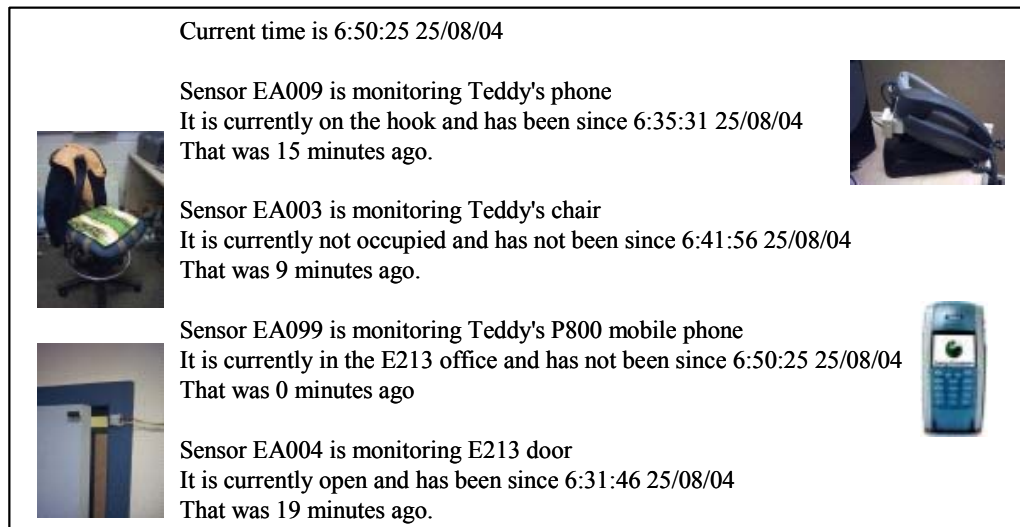 Current time is 6:50:25 25/08/04
Sensor EA009 is monitoring Teddy's phone
It is currently on the hook and has been since 6:35:31 25/08/04
That was 15 minutes ago.
Sensor EA003 is monitoring Teddy's chair
It is currently not occupied and has not been since 6:41:56 25/08/04
That was 9 minutes ago.
Sensor EA099 is monitoring Teddy's P800 mobile phone
It is currently in the E213 office and has not been since 6:50:25 25/08/04
That was 0 minutes ago
Sensor EA004 is monitoring E213 door
It is currently open and has been since 6:31:46 25/08/04
That was 19 minutes ago.